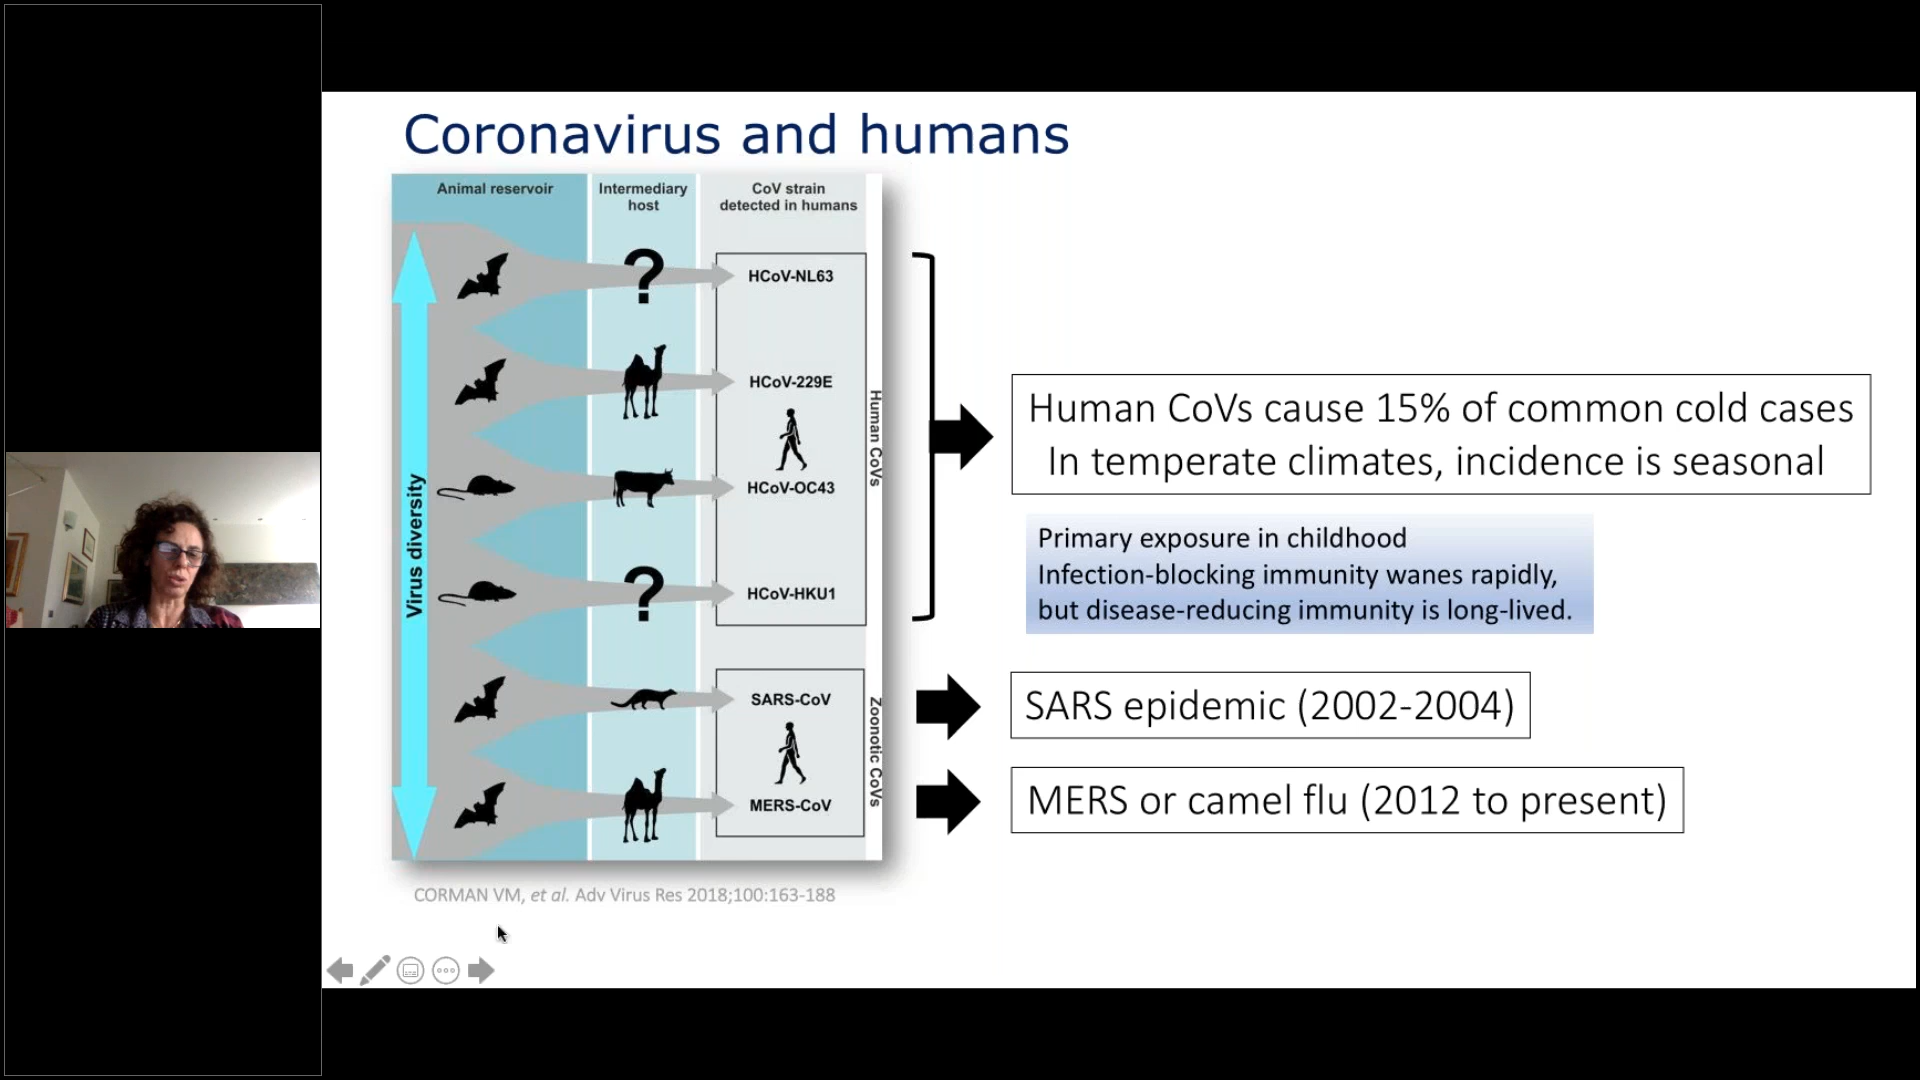 Coronavirus and humans
Animal reservoir
Intermediary
host
CoV strain
detected in humans
Virus diversity
?
HCoV-NL63
HCoV-229E
HCoV-OC43
?
HCoV-HKU1
Human CoVs
SARS-CoV
MERS-CoV
Zoonotic CoVs
Human CoVs cause 15% of common cold cases
In temperate climates, incidence is seasonal
Primary exposure in childhood
Infection-blocking immunity wanes rapidly,
but disease-reducing immunity is long-lived.
SARS epidemic (2002-2004)
MERS or camel flu (2012 to present)
CORMAN VM, et al. Adv Virus Res 2018;100:163-188